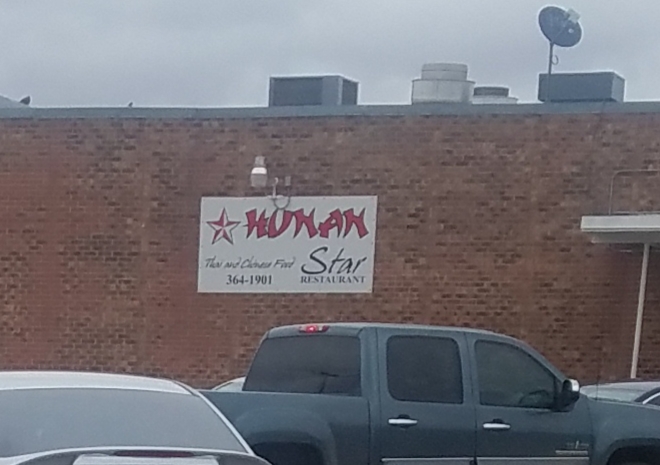 HUNAN
Star
Thai and Chinese Food
364-1901
RESTAURANT